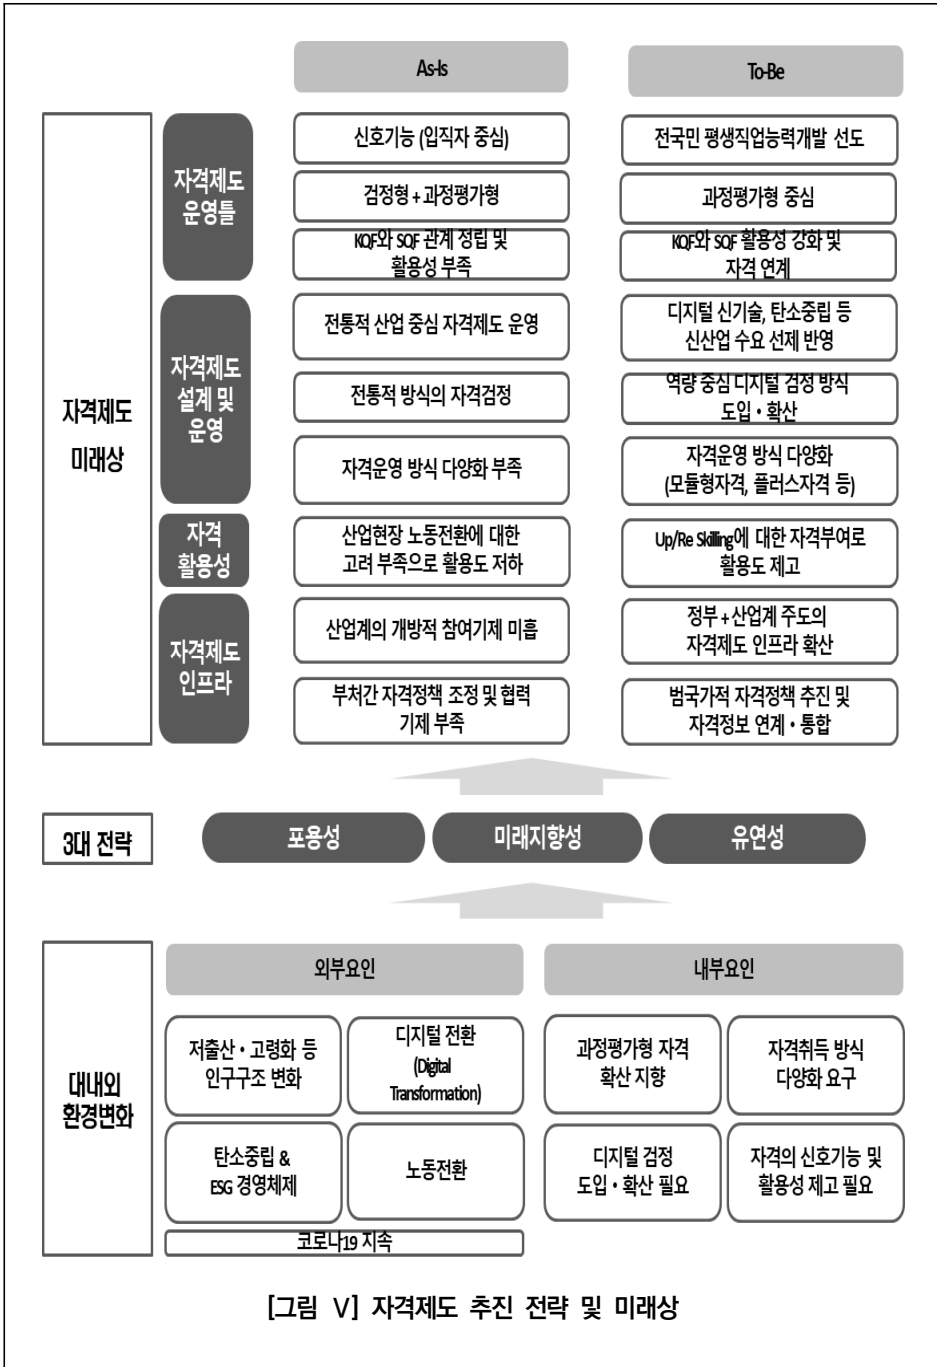 As-Is
To-Be
자격제도
미래상
자격제도
운영틀
신호기능 (입직자 중심)
전국민 평생직업능력개발 선도
검정형 + 과정평가형
과정평가형 중심
KQF와 SQF 관계 정립 및
활용성 부족
KQF와 SQF 활용성 강화 및
자격 연계
자격제도
설계 및
운영
전통적 산업 중심 자격제도 운영
디지털 신기술, 탄소중립 등
신산업 수요 선제 반영
전통적 방식의 자격검정
역량 중심 디지털 검정 방식
도입·확산
자격운영 방식 다양화 부족
자격운영 방식 다양화
(모듈형자격, 플러스자격 등)
자격
활용성
산업현장 노동전환에 대한
고려 부족으로 활용도 저하
Up/Re Skilling에 대한 자격부여로
활용도 제고
자격제도
인프라
산업계의 개방적 참여기제 미흡
정부 + 산업계 주도의
자격제도 인프라 확산
부처간 자격정책 조정 및 협력
기제 부족
범국가적 자격정책 추진 및
자격정보 연계·통합
3대 전략
포용성
미래지향성
유연성
대내외
환경변화
외부요인
내부요인
저출산·고령화 등
인구구조 변화
디지털 전환
(Digital
Transformation)
과정평가형 자격
확산 지향
자격취득 방식
다양화 요구
탄소중립 &
ESG 경영체제
노동전환
디지털 검정
도입·확산 필요
자격의 신호기능 및
활용성 제고 필요
코로나19 지속
[그림 Ⅴ] 자격제도 추진 전략 및 미래상